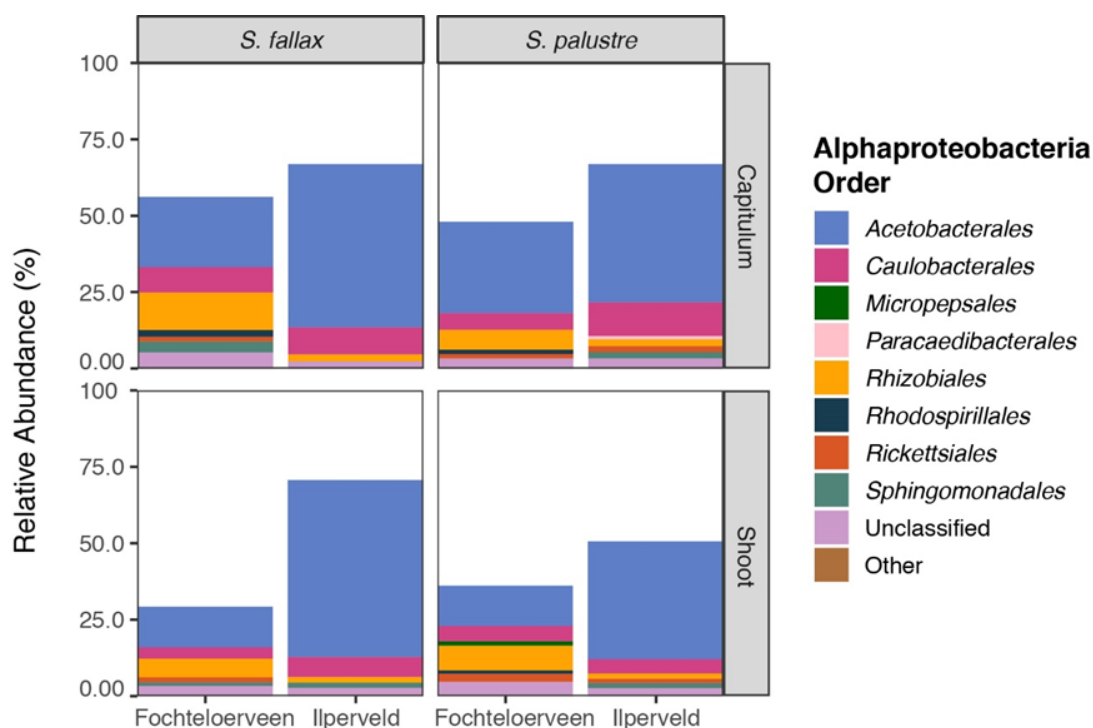 S. fallax
S. palustre
Relative Abundance (%)
100
75.0
50.0
25.0
0.00
Capitulum
100
75.0
50.0
25.0
0.00
Shoot
Fochteloerveen
Ilperveld
Fochteloerveen
Ilperveld
Alphaproteobacteria
Order
Acetobacterales
Caulobacterales
Micropepsales
Paracaedibacterales
Rhizobiales
Rhodospirillales
Rickettsiales
Sphingomonadales
Unclassified
Other